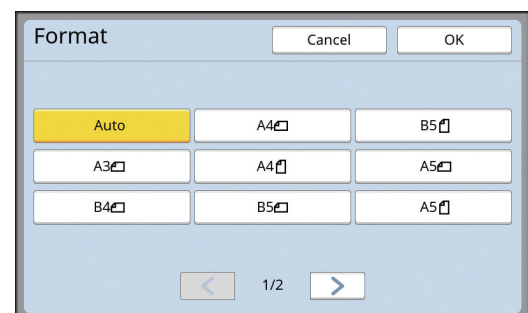 Format Cancel OK
Auto A4 B5
A3 A4 A5
B4 B5 A5
1/2